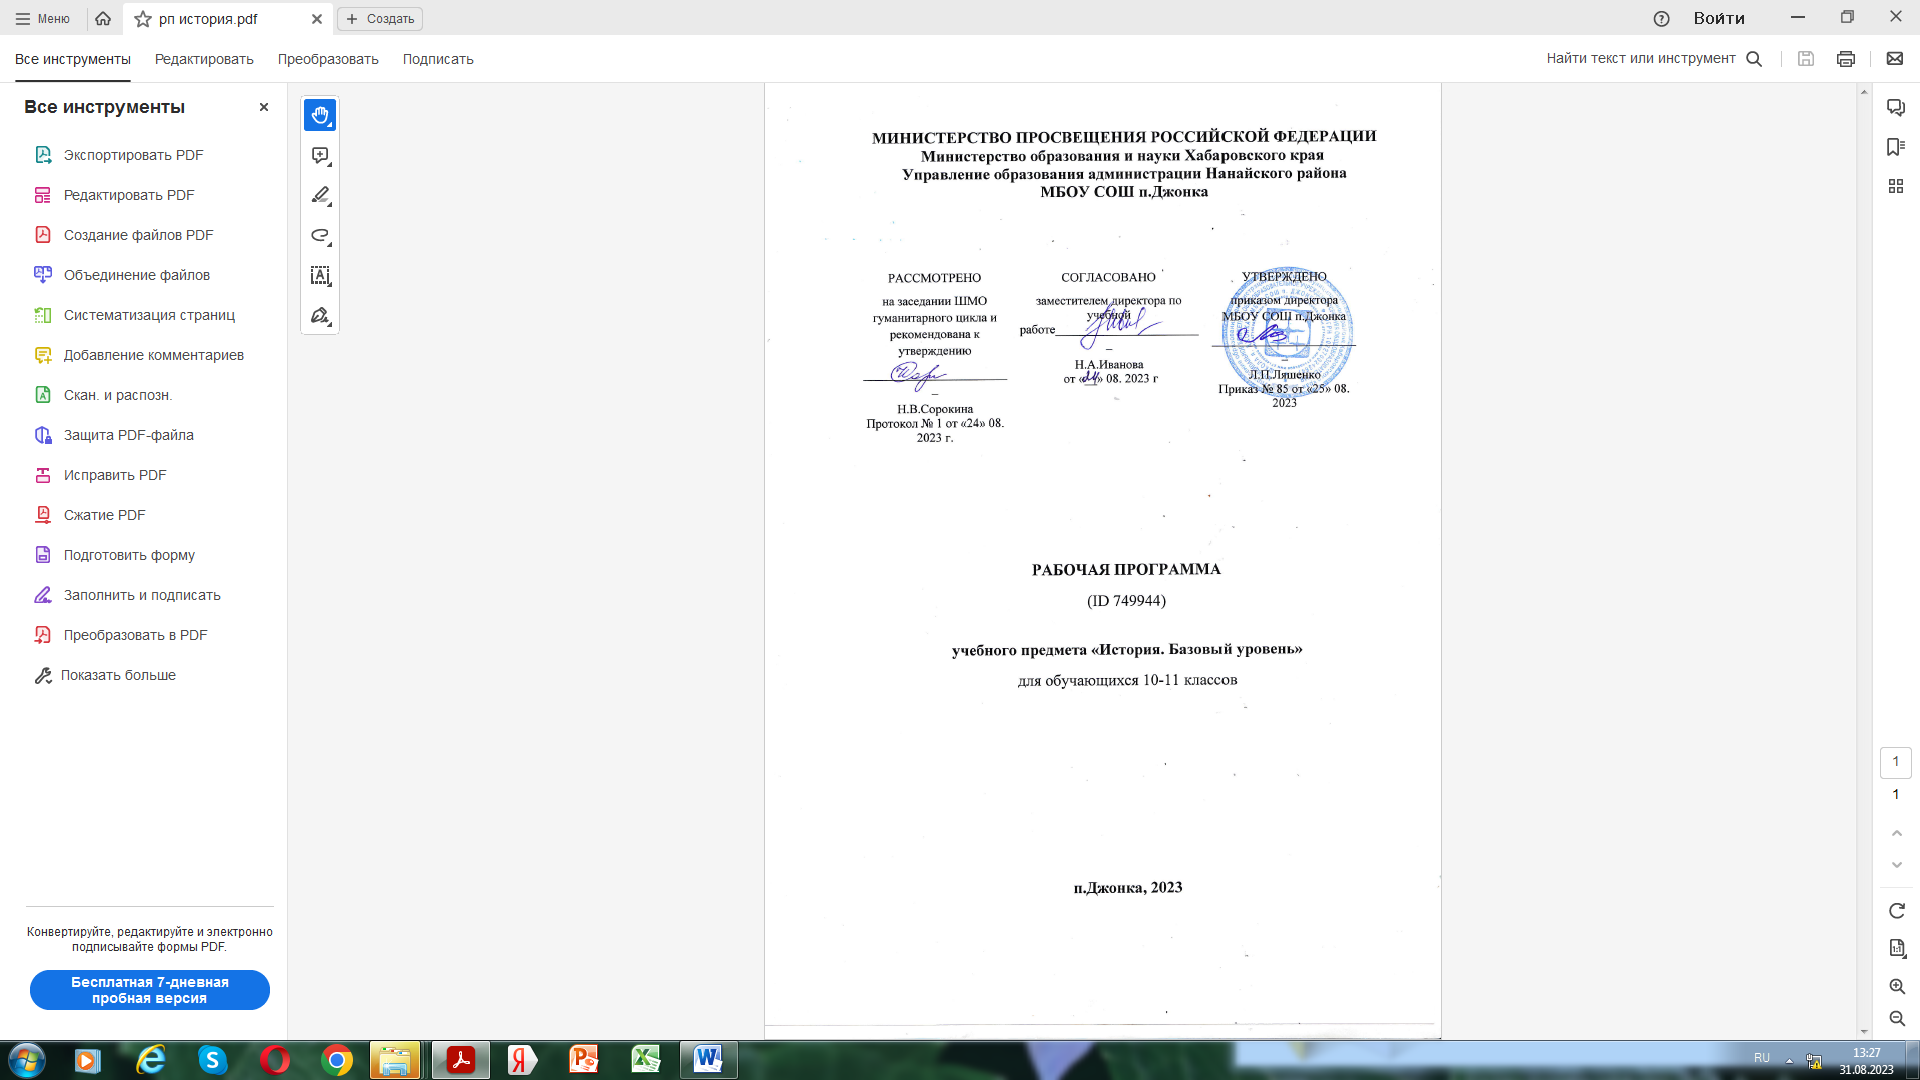 Меню
рп история.pdf
Создать
Войти
Все инструменты
Редактировать
Преобразовать
Подписать
Найти текст или инструмент
Все инструменты
Экспортировать PDF
Редактировать PDF
Создание файлов PDF
Объединение файлов
Систематизация страниц
Добавление комментариев
Скан. и распозн.
Защита PDF-файла
Исправить PDF
Сжатие PDF
Подготовить форму
Заполнить и подписать
Преобразовать в PDF
Показать больше
Конвертируйте, редактируйте и электронно
подписывайте формы PDF.
Бесплатная 7-дневная
пробная версия
МИНИСТЕРСТВО ПРОСВЕЩЕНИЯ РОССИЙСКОЙ ФЕДЕРАЦИИ
Министерство образования и науки Хабаровского края
Управление образования администрации Нанайского района
МБОУ СОШ п.Джонка
РАССМОТРЕНО
на заседании ШМО
гуманитарного цикла и
рекомендована к
утверждению
Н.В.Сорокина
Протокол № 1 от «24» 08.
2023 г.
СОГЛАСОВАНО
заместителем директора по
учебной
работе
Н.А.Иванова
от «24» 08. 2023 г
УТВЕРЖДЕНО
приказом директора
МБОУ СОШ п.Джонка
Л.П.Ляшенко
Приказ № 85 от «25» 08.
2023
РАБОЧАЯ ПРОГРАММА
(ID 749944)
учебного предмета «История. Базовый уровень»
для обучающихся 10-11 классов
п.Джонка, 2023
1
1
RU
13:27
31.08.2023